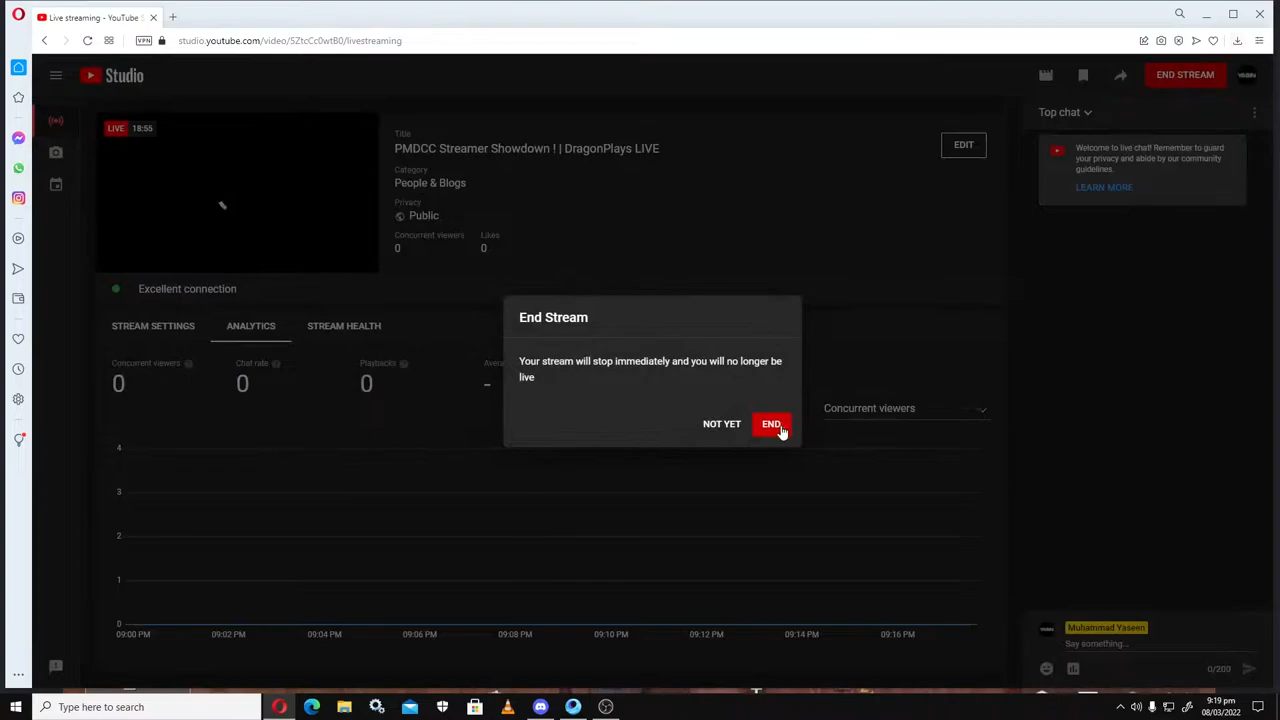 Live streaming - YouTube S
VPN
studio.youtube.com/video/SZtcCc0wtB0/livestreaming
Studio
END STREAM
YASEEN
LIVE 18:55
Title
PMDCC Streamer Showdown ! | DragonPlays LIVE
EDIT
Category
People & Blogs
Privacy
Public
Concurrent viewers Likes
0 0
Top chat
Welcome to live chat! Remember to guard
your privacy and abide by our community
guidelines.
LEARN MORE
Excellent connection
STREAM SETTINGS ANALYTICS STREAM HEALTH
Concurrent viewers Chat rate Playbacks Avera
0 0 0 -
End Stream
Your stream will stop immediately and you will no longer be
live
NOT YET END
Concurrent viewers
4
3
2
1
0
09:00 PM 09:02 PM 09:04 PM 09:06 PM 09:08 PM 09:10 PM 09:12 PM 09:14 PM 09:16 PM
Muhammad Yaseen
Say something...
0/200
Type here to search
9:19 pm
08/03/2022